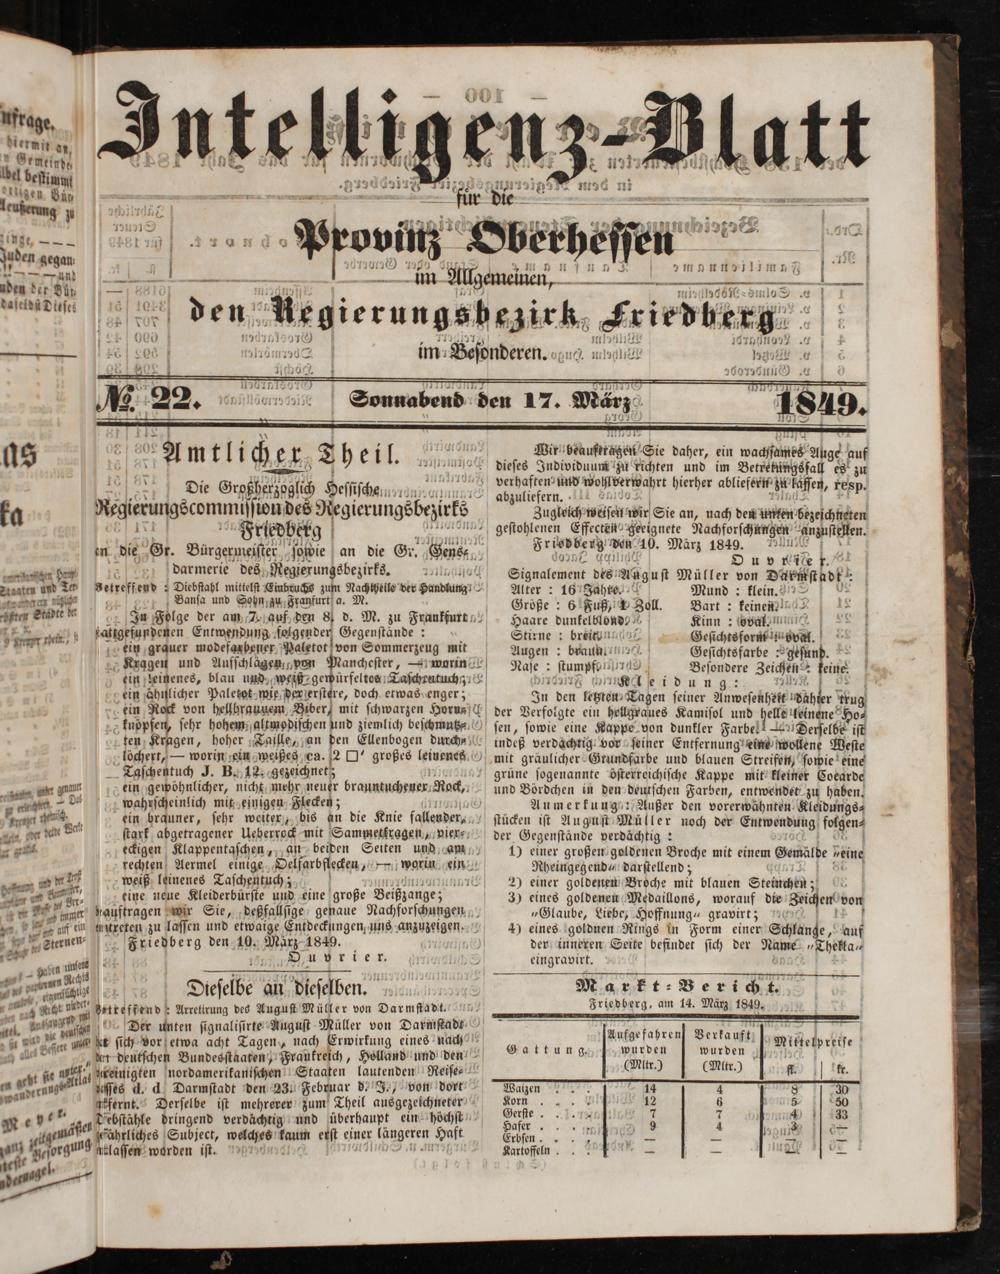 Intelligenz-Blatt
für die
Provinz Oberhessen
im Allgemeinen,
den Regierungsbezirk Friedberg
im Besonderen.
№. 22. Sonnabend den 17. März 1849.
Amtlicher Theil.
Die Großherzoglich Hessische
Regierungscommission des Regierungsbezirks
Friedberg
an die Gr. Bürgermeister sowie an die Gr. Gens-
darmerie des Regierungsbezirks.
Betreffend: Diebstahl mittelst Einbruchs zum Nachtheile der Handlung
Bansa und Sohn zu Frankfurt a. M.
In Folge der am 7. auf den 8. d. M. zu Frankfurt
stattgefundenen Entwendung folgender Gegenstände:
ein grauer modefarbener Paletot von Sommerzeug mit
Kragen und Aufschlägen von Manchester, — worin
ein leinenes, blau und weiß gewürfeltes Taschentuch;
ein ähnlicher Paletot wie der erstere, doch etwas enger;
ein Rock von hellbrauem Biber, mit schwarzen Horn-
knöpfen, sehr hohem altmodischen und ziemlich beschmutz-
ten Kragen, hoher Taille, an den Ellenbogen durch-
löchert, — worin ein weißes ca. 2 □' großes leinenes
Taschentuch J. B. 12. gezeichnet;
ein gewöhnlicher, nicht mehr neuer brauntuchener Rock,
wahrscheinlich mit einigen Flecken;
ein brauner, sehr weiter, bis an die Knie fallender,
stark abgetragener Ueberrock mit Sammetkragen, vier-
eckigen Klappentaschen, an beiden Seiten und am
rechten Aermel einige Oelfarbflecken, — worin ein
weiß leinenes Taschentuch;
eine neue Kleiderbürste und eine große Beißzange;
beauftragen wir Sie, deßfallsige genaue Nachforschungen
eintreten zu lassen und etwaige Entdeckungen uns anzuzeigen.
Friedberg den 10. März 1849.
Ouvrier.
Dieselbe an dieselben.
Betreffend: Arretirung des August Müller von Darmstadt.
Der unten signalisirte August Müller von Darmstadt
hat sich vor etwa acht Tagen, nach Erwirkung eines nach
den deutschen Bundesstaaten, Frankreich, Holland und den
vereinigten nordamerikanischen Staaten lautenden Reise-
passes d. d. Darmstadt den 23. Februar d. J., von dort
entfernt. Derselbe ist mehrerer zum Theil ausgezeichneter
Diebstähle dringend verdächtig und überhaupt ein höchst
gefährliches Subject, welches kaum erst einer längeren Haft
entlassen worden ist.
Wir beauftragen Sie daher, ein wachsames Auge auf
dieses Individuum zu richten und im Betretungsfall es zu
verhaften und wohlverwahrt hierher abliefern zu lassen, resp.
abzuliefern.
Zugleich weisen wir Sie an, nach den unten bezeichneten
gestohlenen Effecten geeignete Nachforschungen anzustellen.
Friedberg den 10. März 1849.
Ouvrier.
Signalement des August Müller von Darmstadt:
Alter: 16 Jahre. Mund: klein.
Größe: 6 Fuß, 1 Zoll. Bart: keinen.
Haare dunkelblond. Kinn: oval.
Stirne: breit. Gesichtsform: oval.
Augen: braun. Gesichtsfarbe: gesund.
Nase: stumpf. Besondere Zeichen: keine.
Kleidung:
In den letzten Tagen seiner Anwesenheit dahier trug
der Verfolgte ein hellgraues Kamisol und helle leinene Ho-
sen, sowie eine Kappe von dunkler Farbe. — Derselbe ist
indeß verdächtig vor seiner Entfernung eine wollene Weste
mit gräulicher Grundfarbe und blauen Streifen, sowie eine
grüne sogenannte österreichische Kappe mit kleiner Cocarde
und Bördchen in den deutschen Farben, entwendet zu haben.
Anmerkung: Außer den vorerwähnten Kleidungs-
stücken ist August Müller noch der Entwendung folgen-
der Gegenstände verdächtig:
1) einer großen goldenen Broche mit einem Gemälde „eine
Rheingegend" darstellend;
2) einer goldenen Broche mit blauen Steinchen;
3) eines goldenen Medaillons, worauf die Zeichen von
„Glaube, Liebe, Hoffnung" gravirt;
4) eines goldnen Rings in Form einer Schlange, auf
der inneren Seite befindet sich der Name „Thekla"
eingravirt.
Markt-Bericht.
Friedberg, am 14. März 1849.
Gattung. Aufgefahren wurden (Mltr.) Verkauft wurden (Mltr.) Mittelpreise fl. kr.
Waizen . . . 14 4 8 30
Korn . . . 12 6 5 50
Gerste . . . 7 7 4 33
Hafer . . . 9 4 3 —
Erbsen . . . — — — —
Kartoffeln . . . — — — —